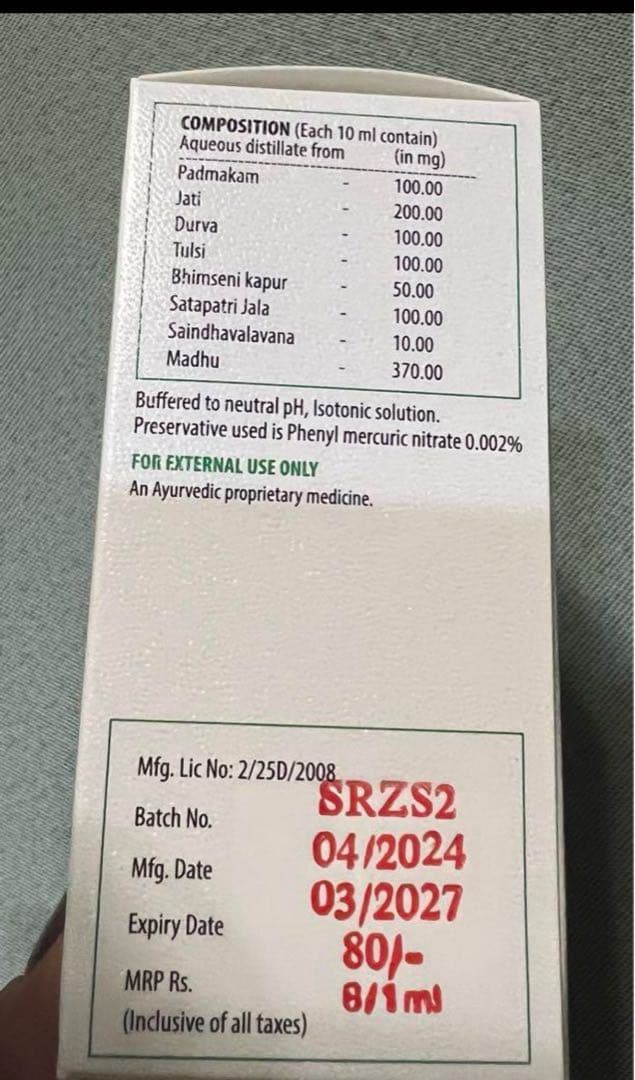 COMPOSITION (Each 10 ml contain)
Aqueous distillate from (in mg)
Padmakam - 100.00
Jati - 200.00
Durva - 100.00
Tulsi - 100.00
Bhimseni kapur - 50.00
Satapatri Jala - 100.00
Saindhavalavana - 10.00
Madhu - 370.00
Buffered to neutral pH, Isotonic solution.
Preservative used is Phenyl mercuric nitrate 0.002%
FOR EXTERNAL USE ONLY
An Ayurvedic proprietary medicine.
Mfg. Lic No: 2/25D/2008
Batch No. SRZS2
Mfg. Date 04/2024
Expiry Date 03/2027
MRP Rs. 80/-
(Inclusive of all taxes) 8/1 ml